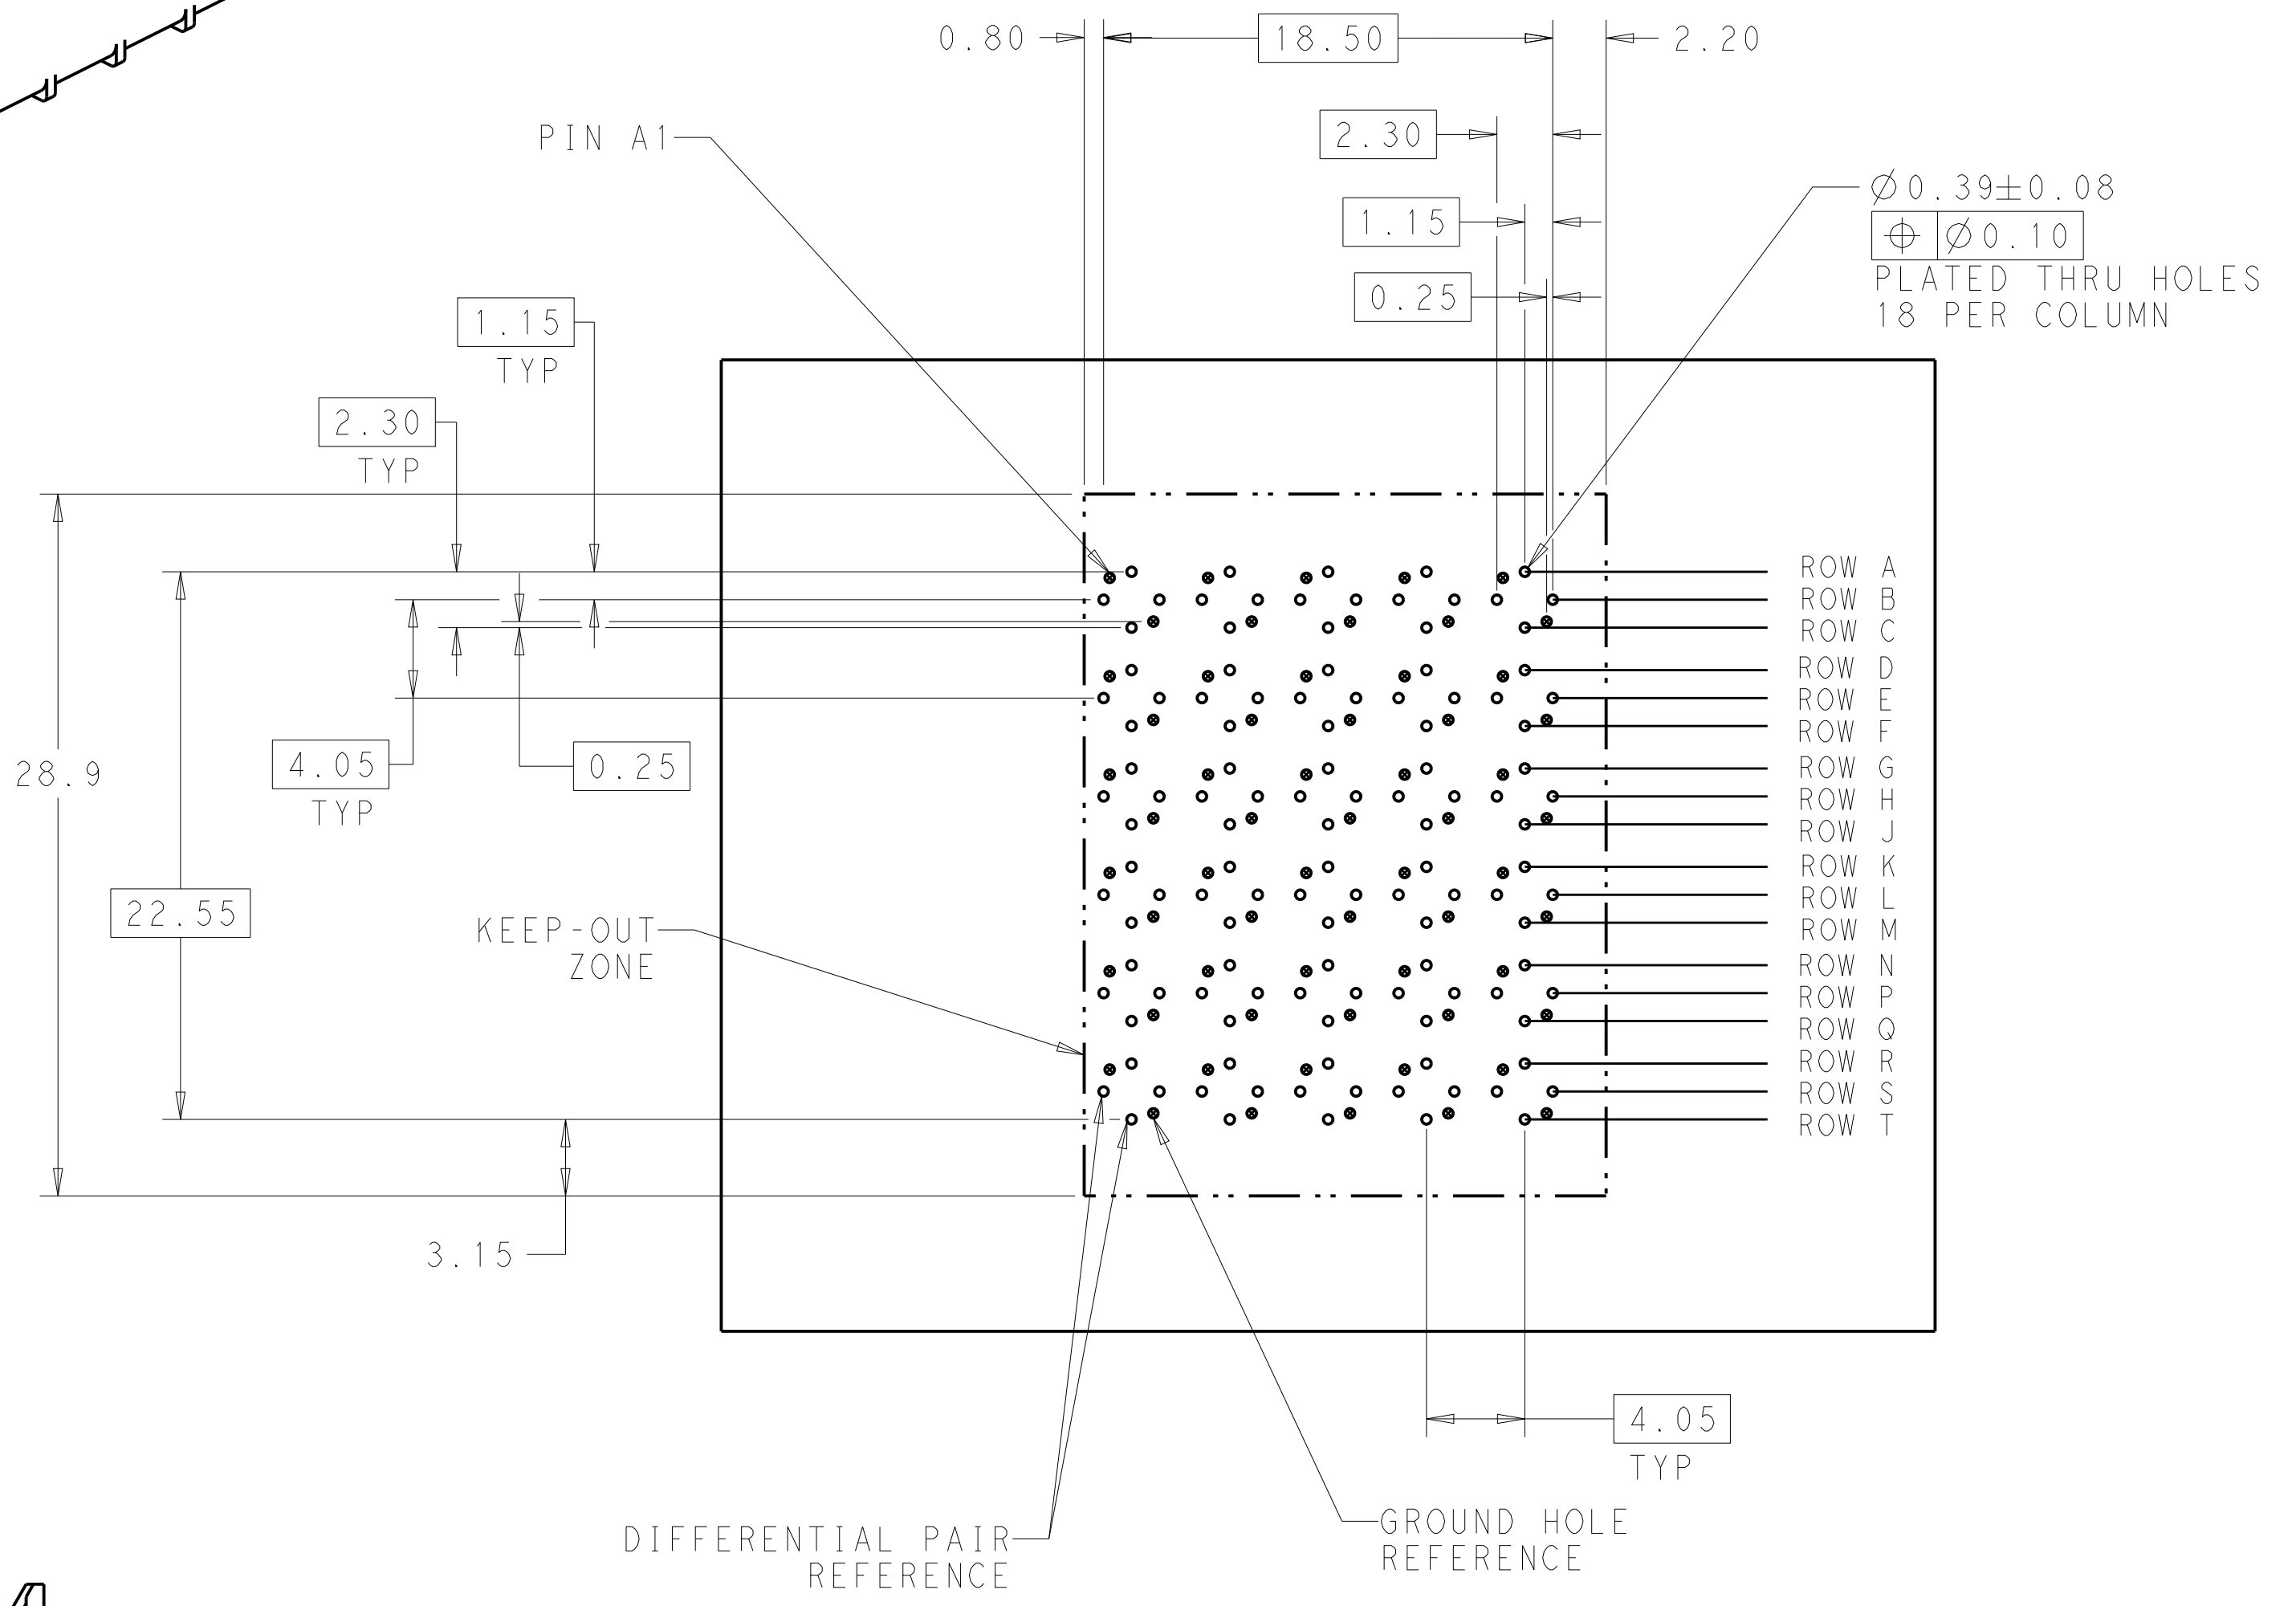 0.80
18.50
2.20
PIN A1
2.30
1.15
0.25
Ø0.39±0.08
⌖ Ø0.10
PLATED THRU HOLES
18 PER COLUMN
1.15
TYP
2.30
TYP
ROW A
ROW B
ROW C
ROW D
ROW E
ROW F
ROW G
ROW H
ROW J
ROW K
ROW L
ROW M
ROW N
ROW P
ROW Q
ROW R
ROW S
ROW T
28.9
4.05
TYP
0.25
22.55
KEEP-OUT
ZONE
3.15
4.05
TYP
DIFFERENTIAL PAIR
REFERENCE
GROUND HOLE
REFERENCE